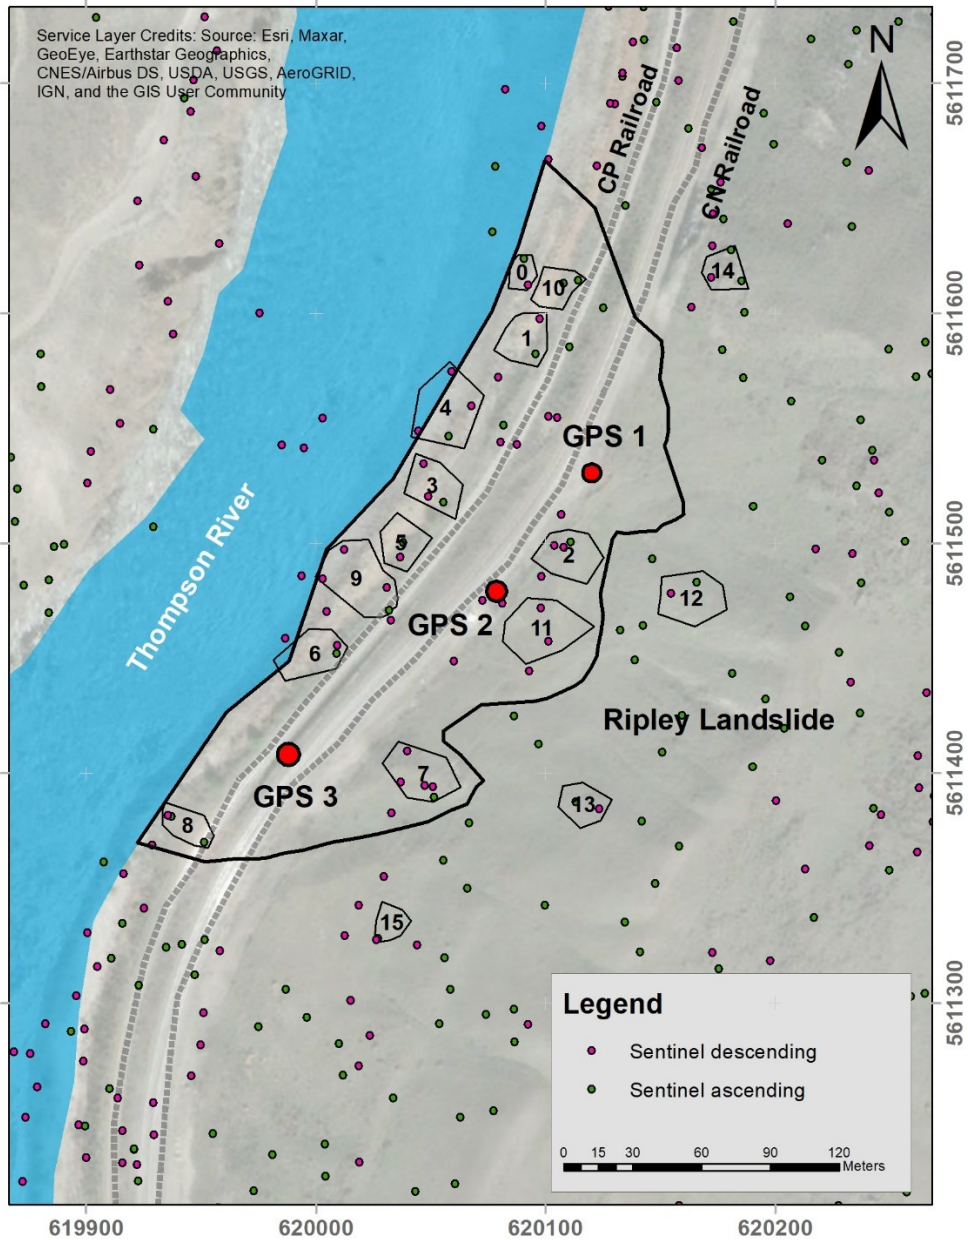 Service Layer Credits: Source: Esri, Maxar,
GeoEye, Earthstar Geographics,
CNES/Airbus DS, USDA, USGS, AeroGRID,
IGN, and the GIS User Community
N
5611700
CP Railroad
CN Railroad
0
10
14
5611600
1
4
GPS 1
3
5611500
5
2
9
12
GPS 2
11
Thompson River
6
Ripley Landslide
5611400
7
GPS 3
13
8
15
5611300
Legend
Sentinel descending
Sentinel ascending
0 15 30 60 90 120
Meters
619900 620000 620100 620200